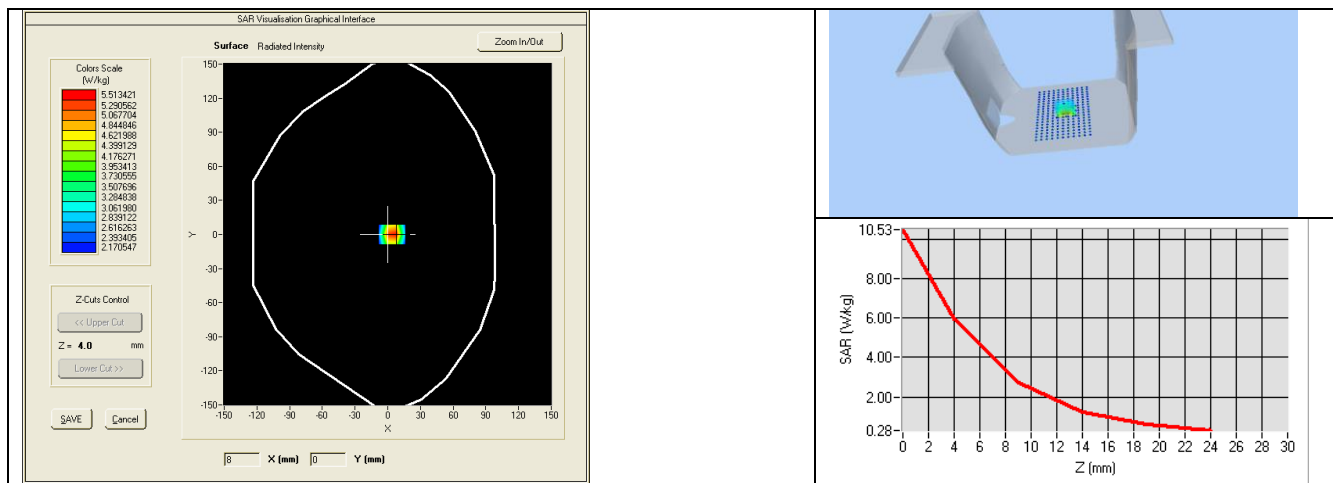 SAR Visualisation Graphical Interface
Surface Radiated Intensity
Zoom In/Out
Colors Scale
(W/kg)
5.513421
5.290562
5.067704
4.844846
4.621988
4.399129
4.176271
3.953413
3.730555
3.507696
3.284838
3.061980
2.839122
2.616263
2.393405
2.170547
Z-Cuts Control
<< Upper Cut
Z = 4.0 mm
Lower Cut >>
SAVE Cancel
150
120
90
60
30
0
-30
-60
-90
-120
-150
Y
-150 -120 -90 -60 -30 0 30 60 90 120 150
X
8 X (mm) 0 Y (mm)
10.53
8.00
6.00
4.00
2.00
0.28
SAR (W/kg)
0 2 4 6 8 10 12 14 16 18 20 22 24 26 28 30
Z (mm)